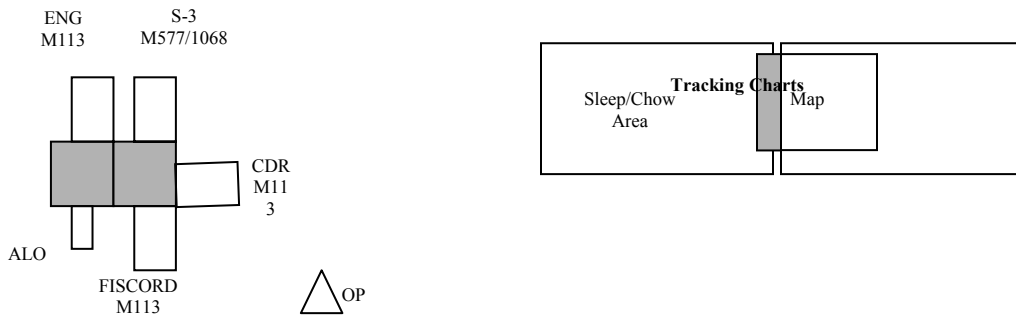 ENG
M113
S-3
M577/1068
Tracking Charts
Sleep/Chow
Area
Map
CDR
M11
3
ALO
FISCORD
M113
OP